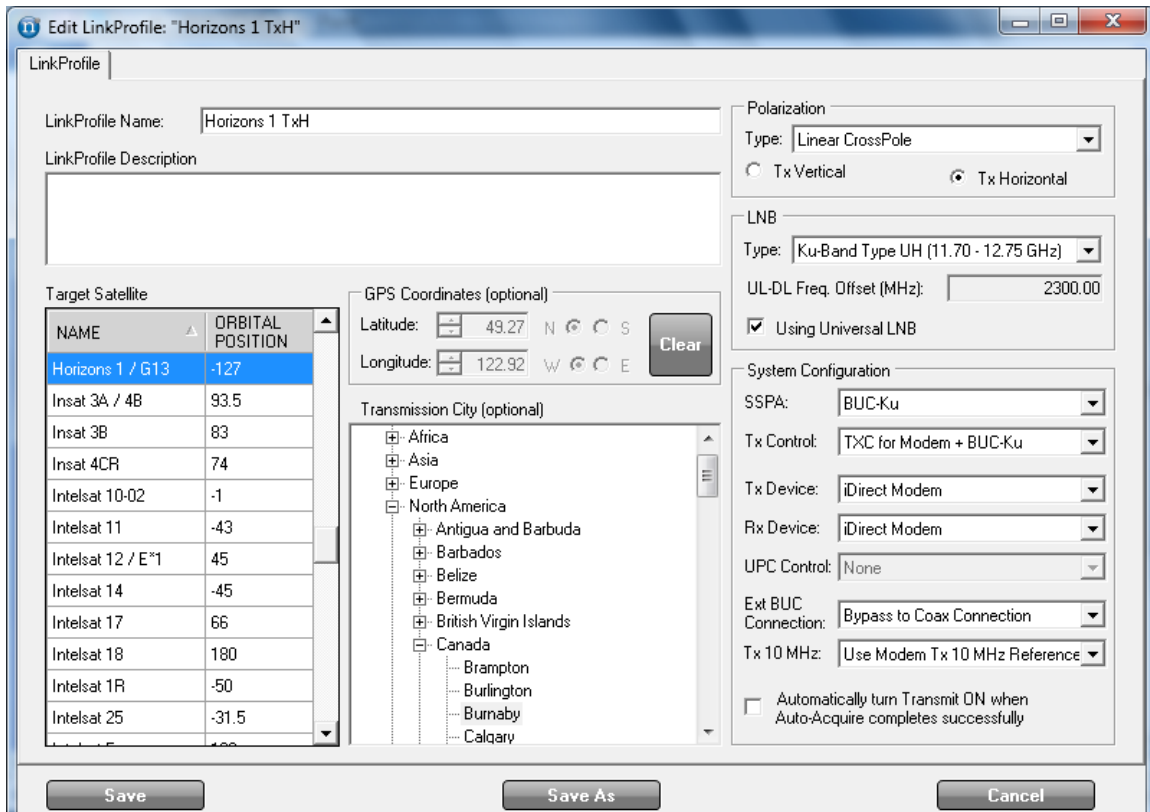 Edit LinkProfile: "Horizons 1 TxH"
LinkProfile
LinkProfile Name: Horizons 1 TxH
LinkProfile Description
Target Satellite
NAME ORBITAL POSITION
Horizons 1 / G13 -127
Insat 3A / 4B 93.5
Insat 3B 83
Insat 4CR 74
Intelsat 10-02 -1
Intelsat 11 -43
Intelsat 12 / E*1 45
Intelsat 14 -45
Intelsat 17 66
Intelsat 18 180
Intelsat 1R -50
Intelsat 25 -31.5
GPS Coordinates (optional)
Latitude: 49.27 N S
Longitude: 122.92 W E
Clear
Transmission City (optional)
Africa
Asia
Europe
North America
Antigua and Barbuda
Barbados
Belize
Bermuda
British Virgin Islands
Canada
Brampton
Burlington
Burnaby
Calgary
Polarization
Type: Linear CrossPole
Tx Vertical Tx Horizontal
LNB
Type: Ku-Band Type UH (11.70 - 12.75 GHz)
UL-DL Freq. Offset (MHz): 2300.00
Using Universal LNB
System Configuration
SSPA: BUC-Ku
Tx Control: TXC for Modem + BUC-Ku
Tx Device: iDirect Modem
Rx Device: iDirect Modem
UPC Control: None
Ext BUC
Connection: Bypass to Coax Connection
Tx 10 MHz: Use Modem Tx 10 MHz Reference
Automatically turn Transmit ON when
Auto-Acquire completes successfully
Save Save As Cancel